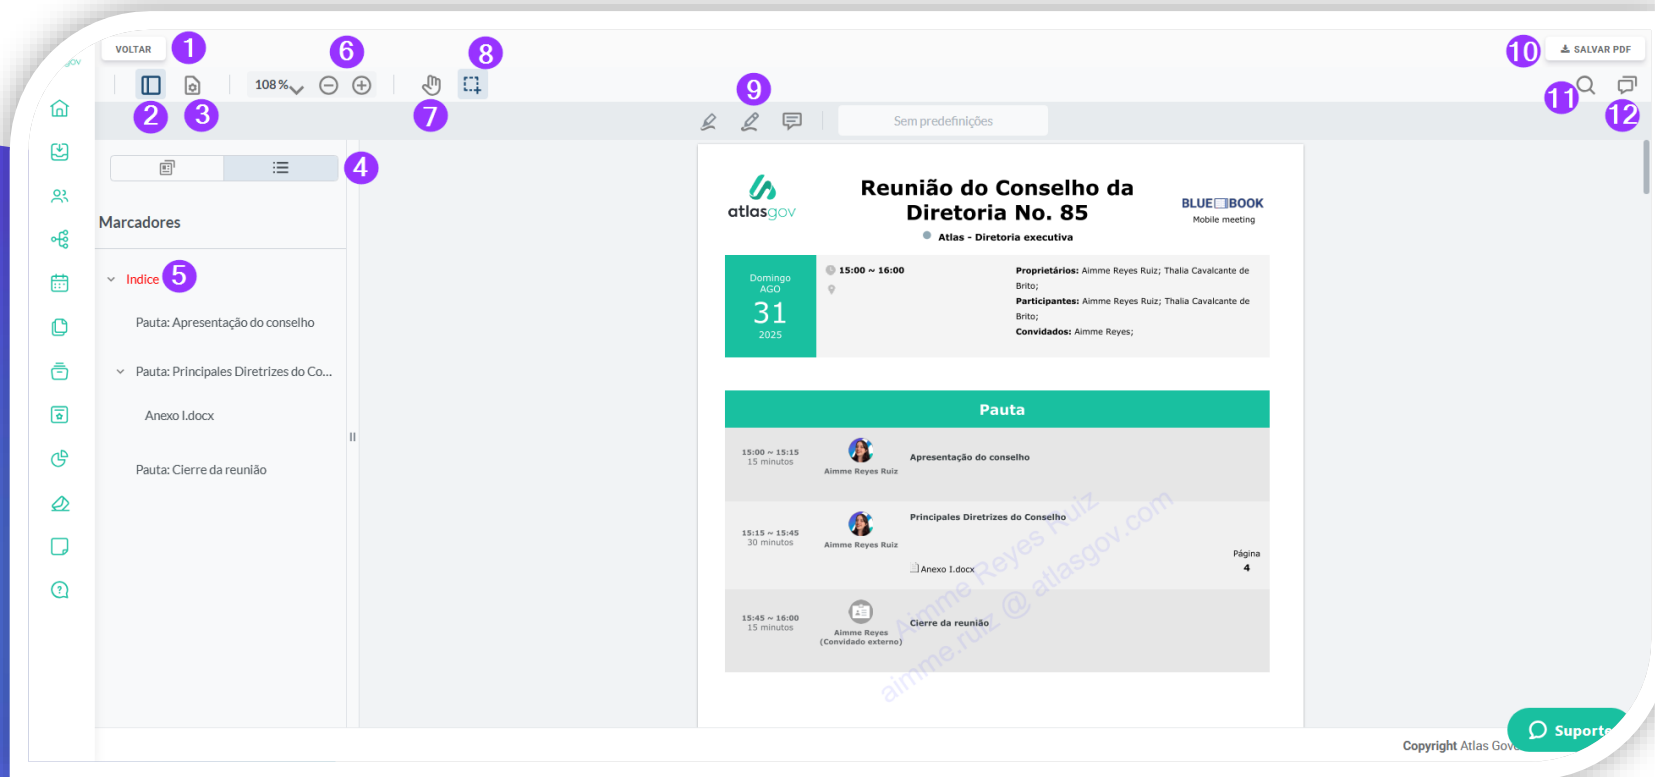 gov
VOLTAR
1
2
3
108%
6
7
8
9
10
SALVAR PDF
11
12
Sem predefinições
4
Marcadores
Indice
5
Pauta: Apresentação do conselho
Pauta: Principales Diretrizes do Co...
Anexo I.docx
Pauta: Cierre da reunião
atlasgov
Reunião do Conselho da
Diretoria No. 85
Atlas - Diretoria executiva
BLUE BOOK
Mobile meeting
Domingo
AGO
31
2025
15:00 ~ 16:00
Proprietários: Aimme Reyes Ruiz; Thalia Cavalcante de
Brito;
Participantes: Aimme Reyes Ruiz; Thalia Cavalcante de
Brito;
Convidados: Aimme Reyes;
Pauta
15:00 ~ 15:15
15 minutos
Aimme Reyes Ruiz
Apresentação do conselho
15:15 ~ 15:45
30 minutos
Aimme Reyes Ruiz
Principales Diretrizes do Conselho
Anexo I.docx
Página
4
15:45 ~ 16:00
15 minutos
Aimme Reyes
(Convidado externo)
Cierre da reunião
Aimme Reyes Ruiz
aimme.ruiz @ atlasgov.com
Copyright Atlas Gov
Suporte